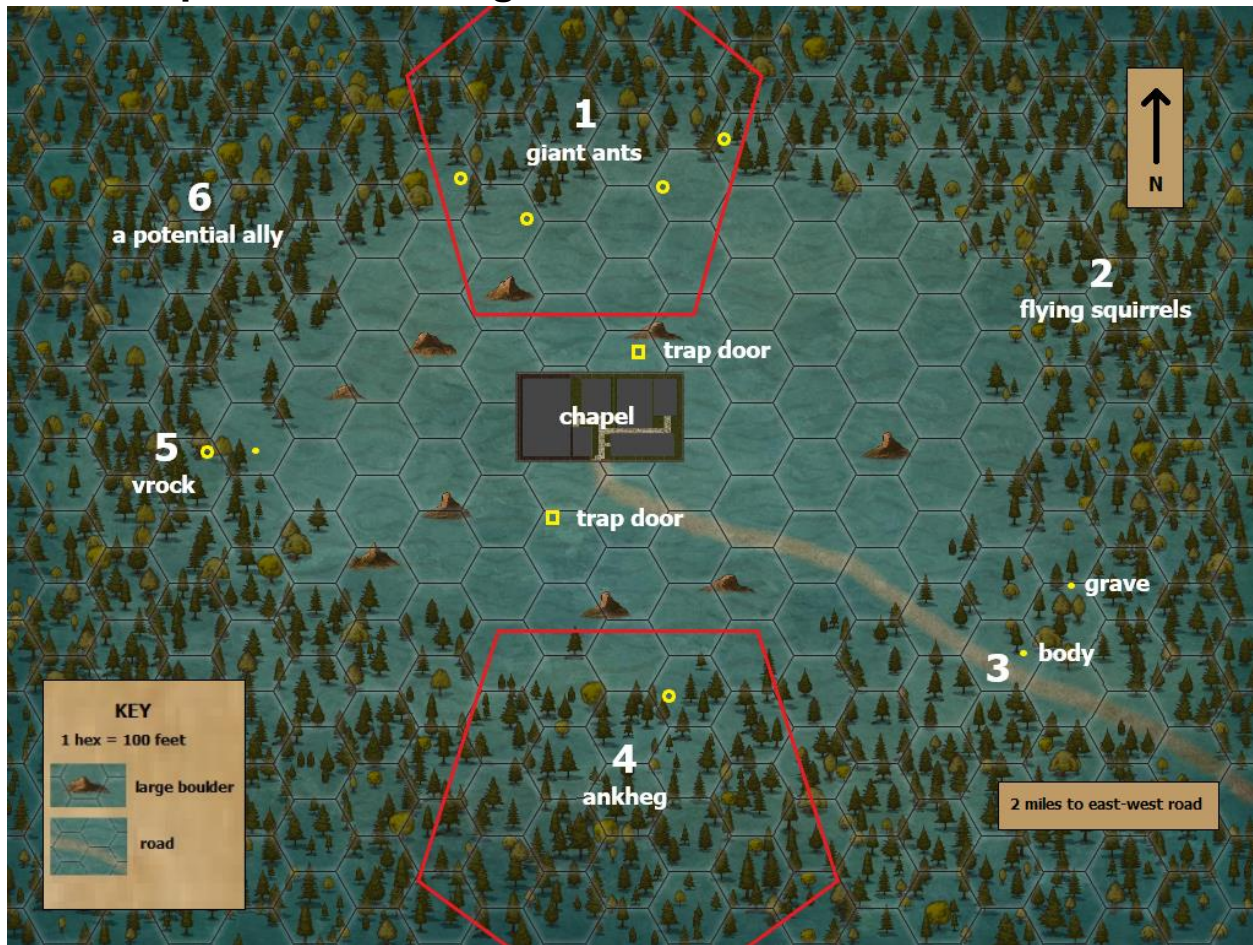 1
giant ants
N
6
a potential ally
2
flying squirrels
trap door
chapel
5
vrock
trap door
grave
3
body
KEY
1 hex = 100 feet
large boulder
road
4
ankheg
2 miles to east-west road